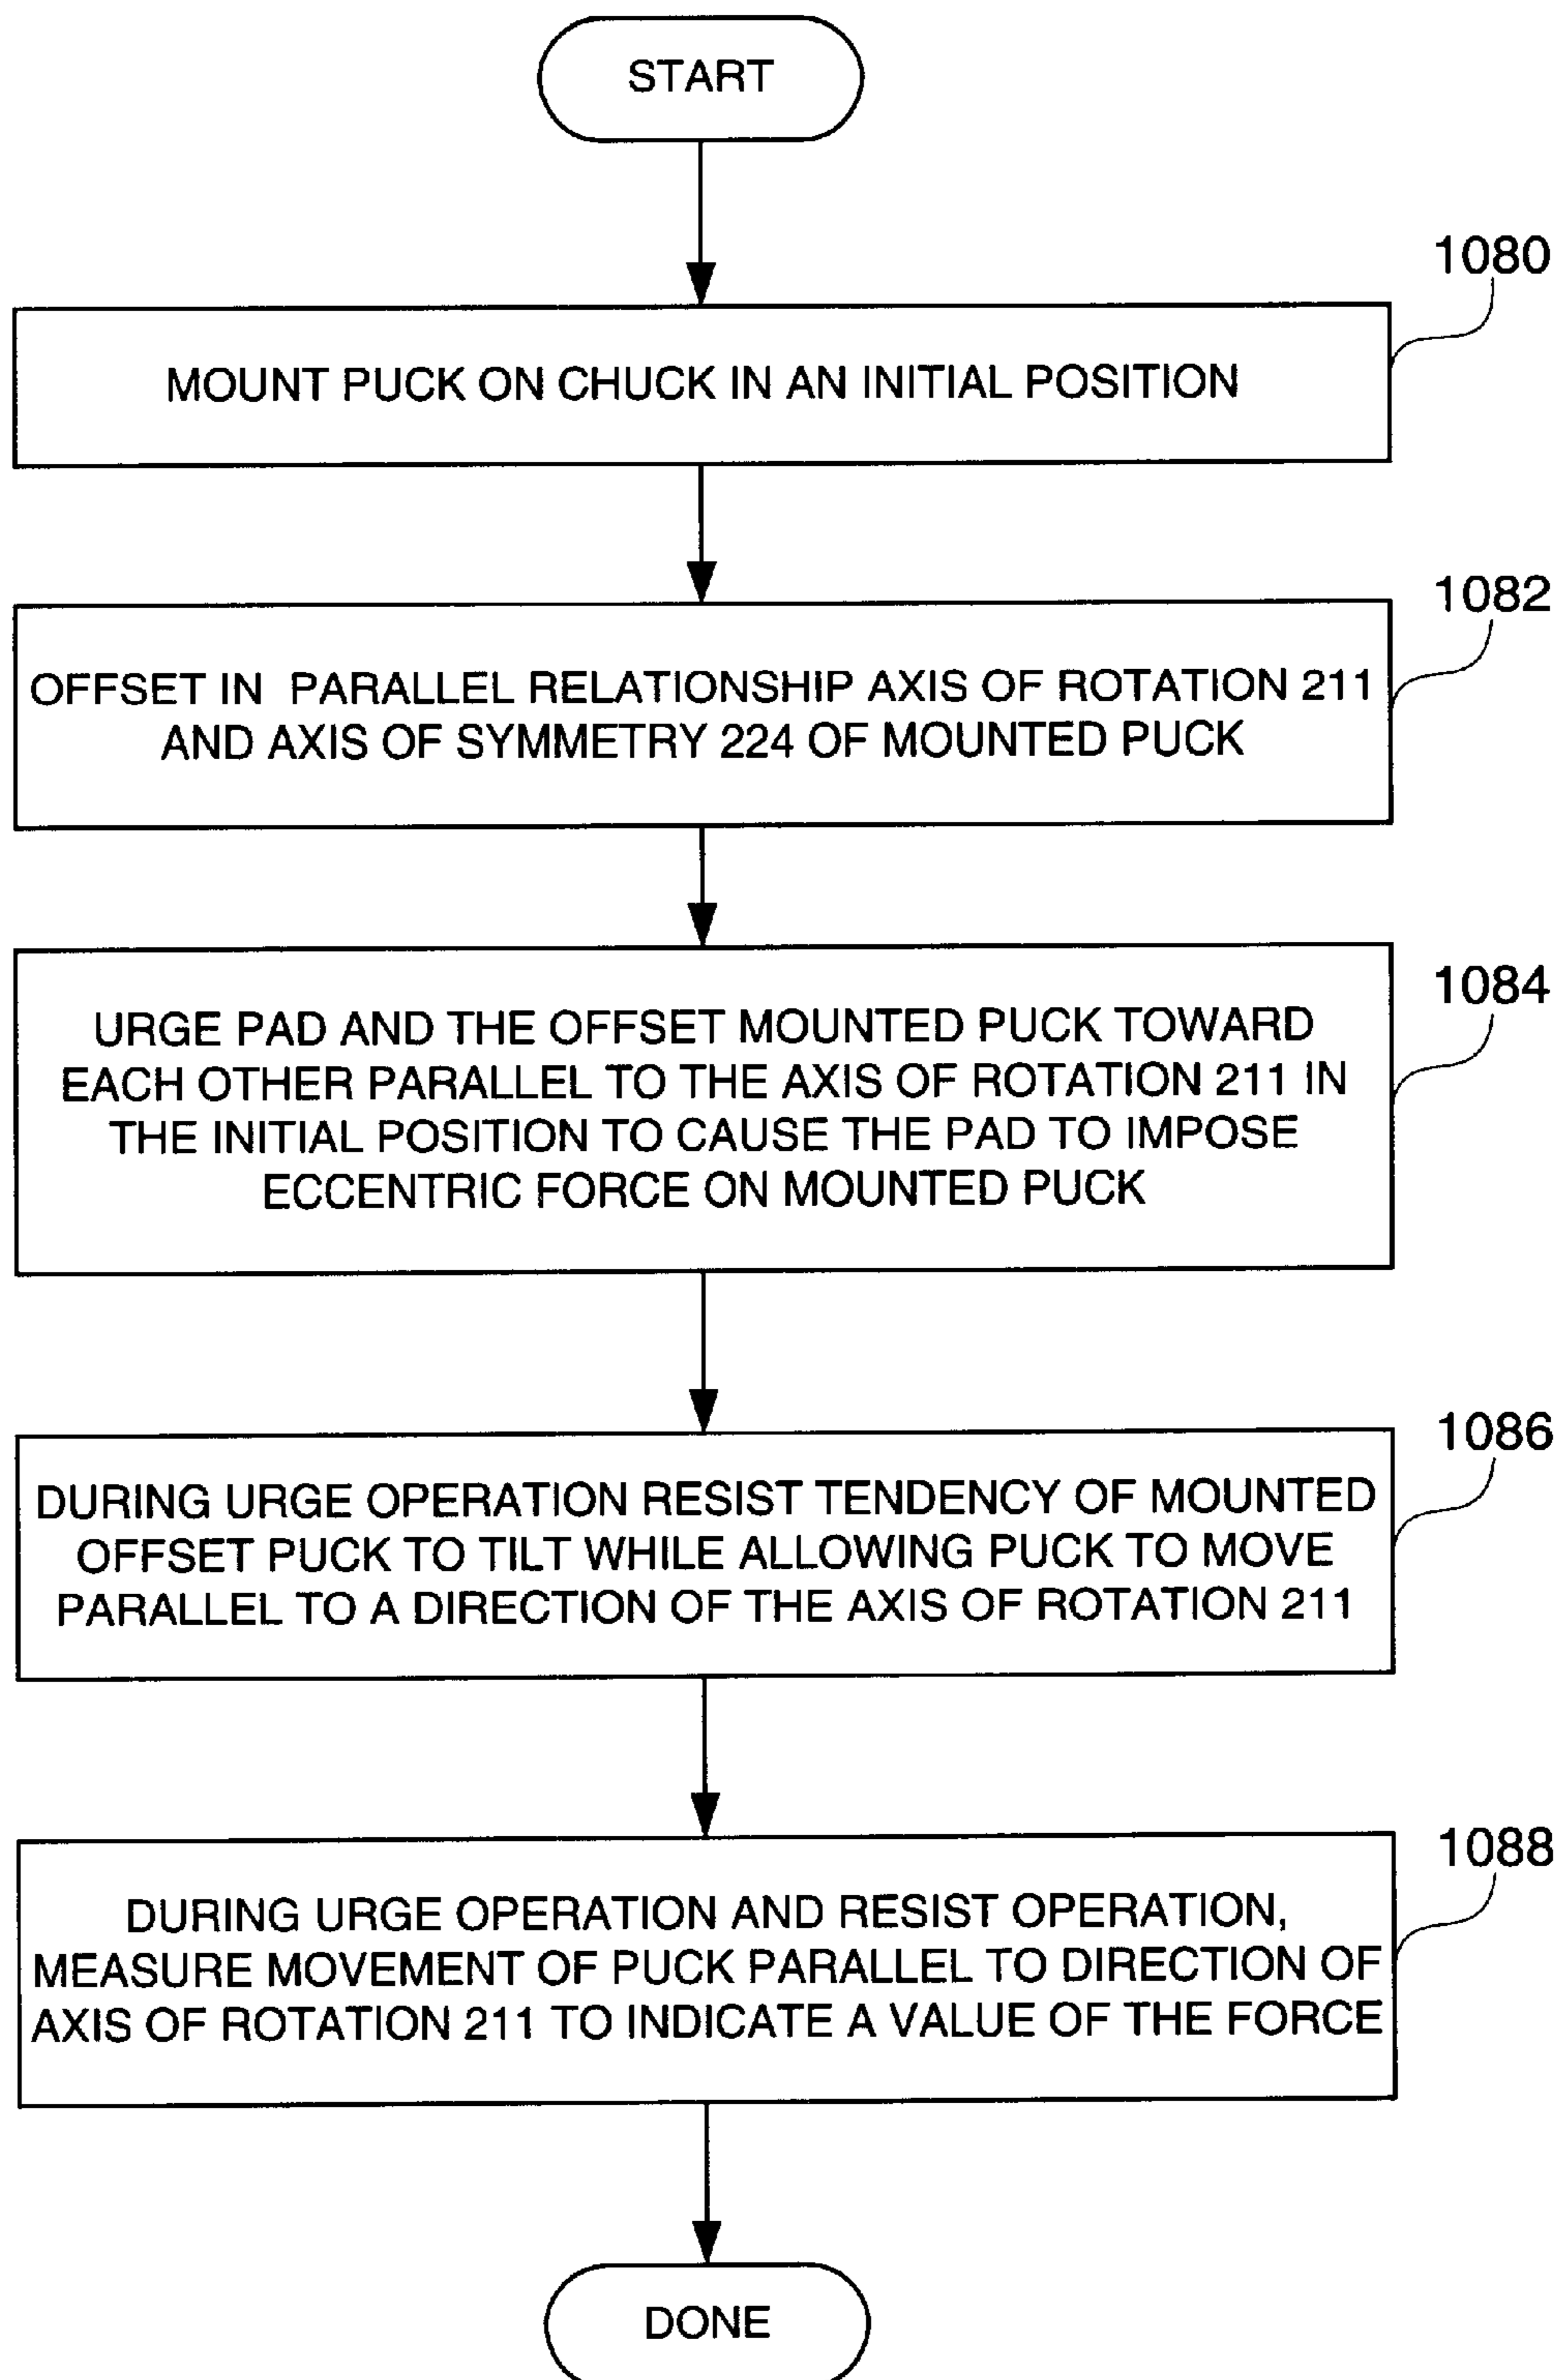 START
1080
MOUNT PUCK ON CHUCK IN AN INITIAL POSITION
1082
OFFSET IN PARALLEL RELATIONSHIP AXIS OF ROTATION 211
AND AXIS OF SYMMETRY 224 OF MOUNTED PUCK
1084
URGE PAD AND THE OFFSET MOUNTED PUCK TOWARD
EACH OTHER PARALLEL TO THE AXIS OF ROTATION 211 IN
THE INITIAL POSITION TO CAUSE THE PAD TO IMPOSE
ECCENTRIC FORCE ON MOUNTED PUCK
1086
DURING URGE OPERATION RESIST TENDENCY OF MOUNTED
OFFSET PUCK TO TILT WHILE ALLOWING PUCK TO MOVE
PARALLEL TO A DIRECTION OF THE AXIS OF ROTATION 211
1088
DURING URGE OPERATION AND RESIST OPERATION,
MEASURE MOVEMENT OF PUCK PARALLEL TO DIRECTION OF
AXIS OF ROTATION 211 TO INDICATE A VALUE OF THE FORCE
DONE